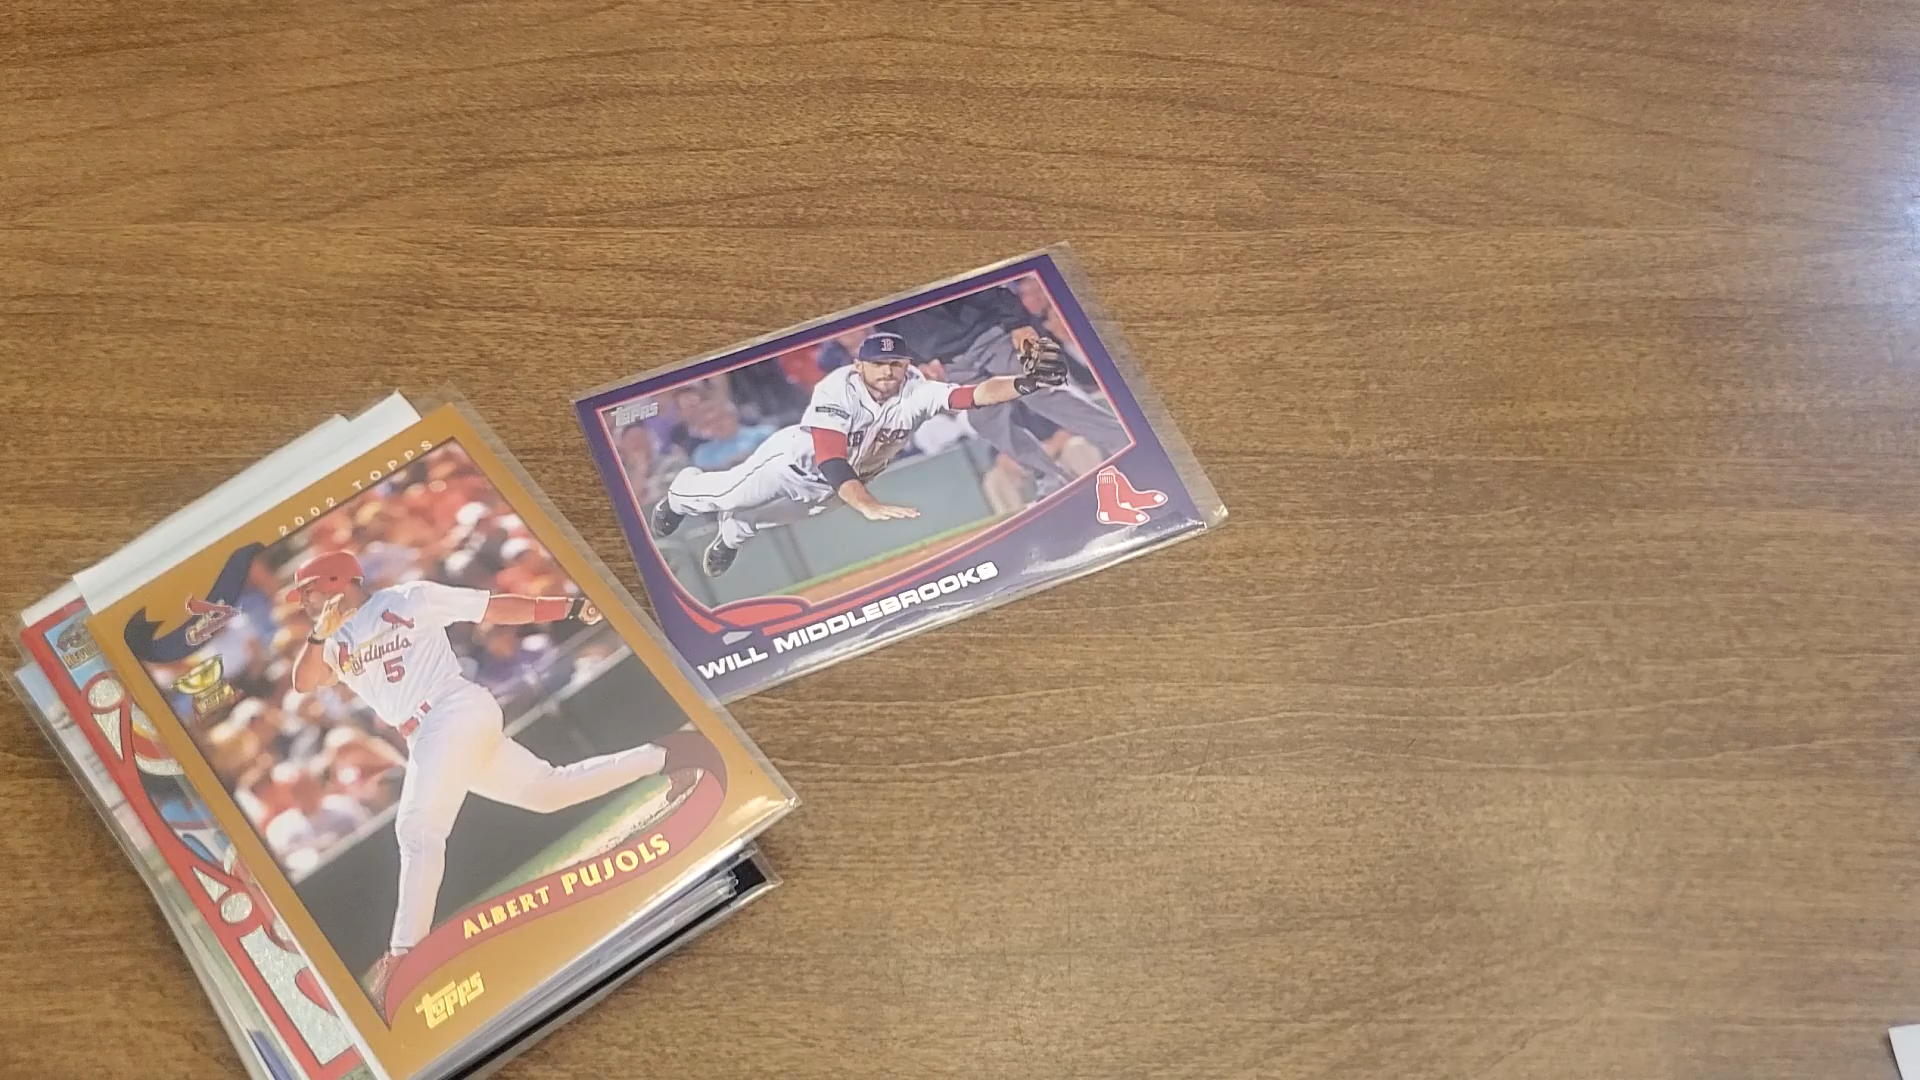 2002 TOPPS
Cardinals
5
ALBERT PUJOLS
topps
TOPPS
B
WILL MIDDLEBROOKS